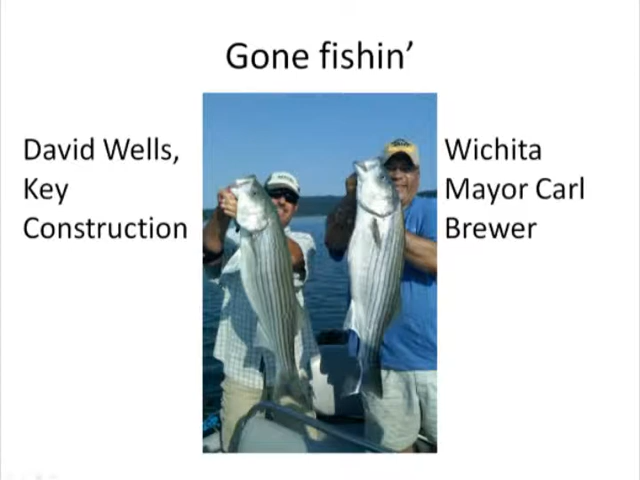 Gone fishin’
David Wells,
Key
Construction
Wichita
Mayor Carl
Brewer